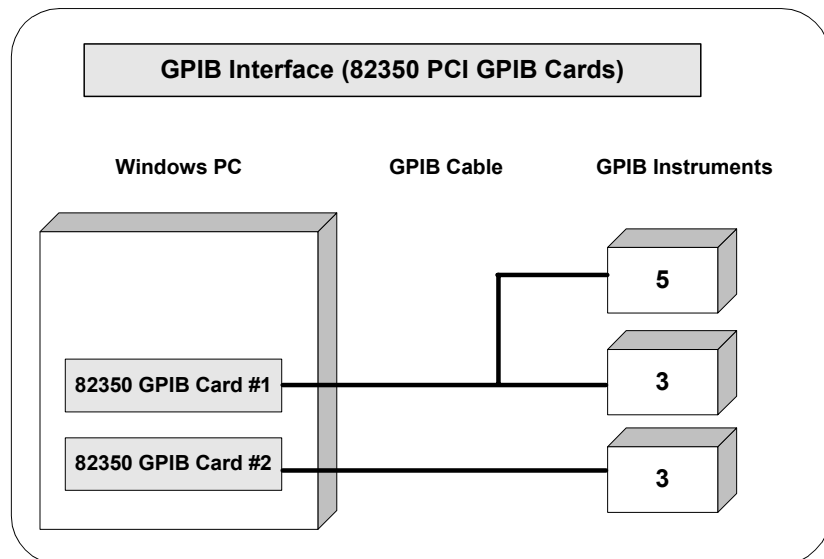 GPIB Interface (82350 PCI GPIB Cards)
Windows PC
GPIB Cable
GPIB Instruments
5
82350 GPIB Card #1
3
82350 GPIB Card #2
3